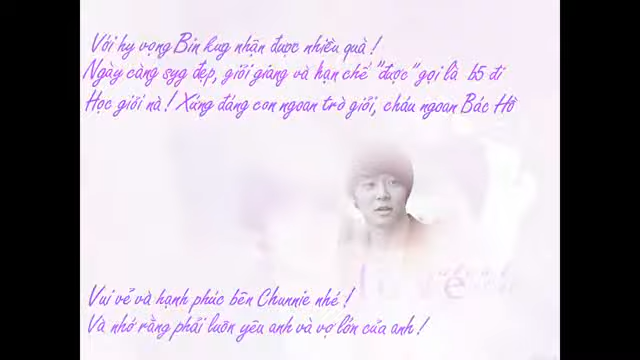 Với hy vọng Bin kug nhận được nhiều quà !
Ngày càng syg đẹp, giỏi giang và hạn chế "được" gọi là b5 đi
Học giỏi nà ! Xứng đáng con ngoan trò giỏi, cháu ngoan Bác Hồ
love
Vui vẻ và hạnh phúc bên Chunnie nhé !
Và nhớ rằng phải luôn yêu anh và vợ lớn của anh !